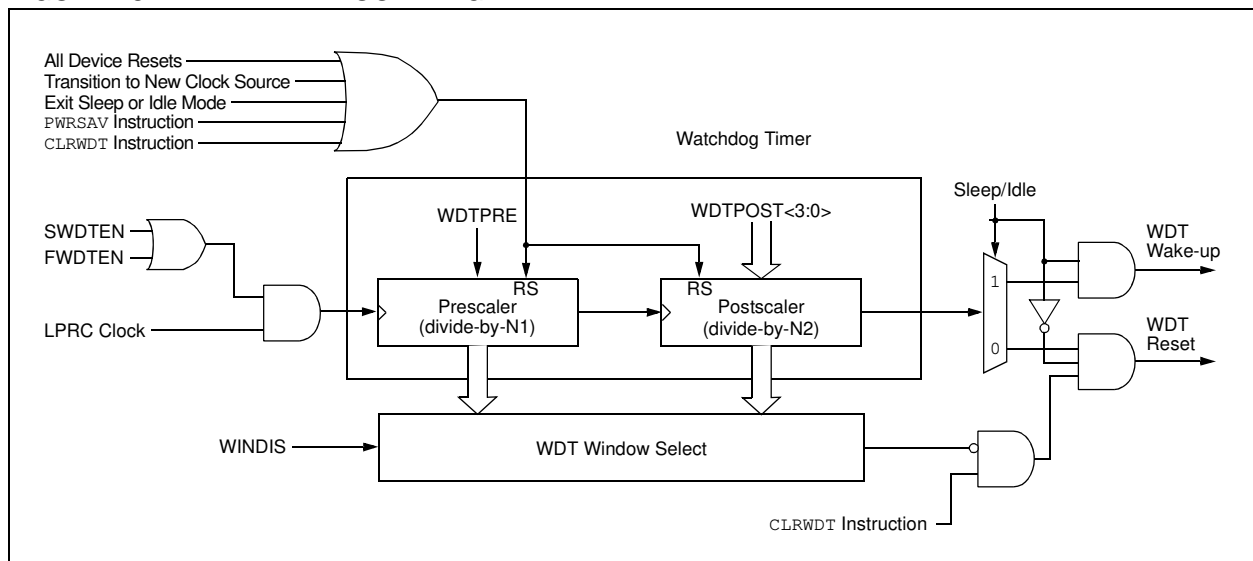 All Device Resets
Transition to New Clock Source
Exit Sleep or Idle Mode
PWRSAV Instruction
CLRWDT Instruction
Watchdog Timer
Sleep/Idle
WDTPRE
WDTPOST<3:0>
SWDTEN
FWDTEN
WDT
Wake-up
RS
RS
Prescaler
(divide-by-N1)
Postscaler
(divide-by-N2)
1
0
LPRC Clock
WDT
Reset
WINDIS
WDT Window Select
CLRWDT Instruction